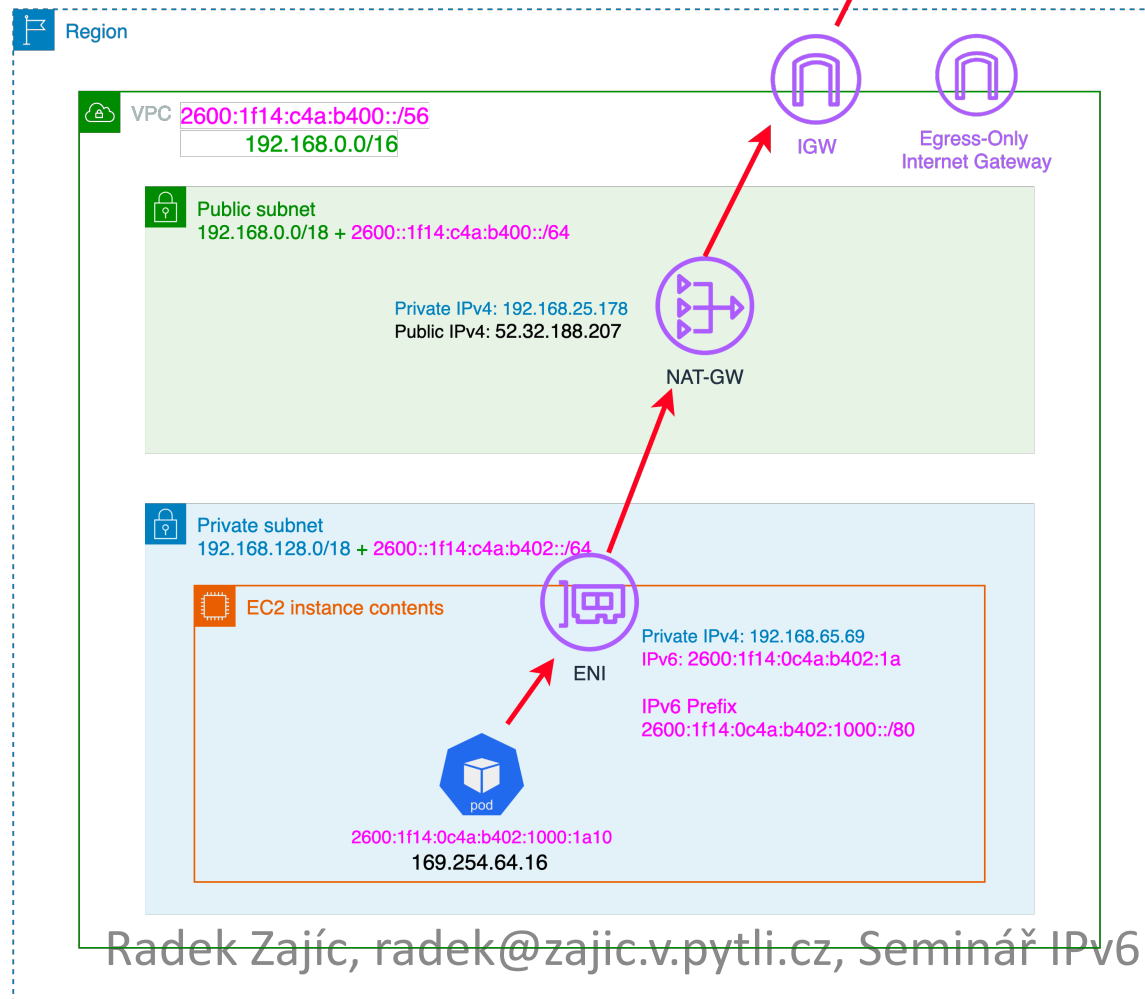 Region
VPC 2600:1f14:c4a:b400::/56
192.168.0.0/16
IGW
Egress-Only
Internet Gateway
Public subnet
192.168.0.0/18 + 2600::1f14:c4a:b400::/64
Private IPv4: 192.168.25.178
Public IPv4: 52.32.188.207
NAT-GW
Private subnet
192.168.128.0/18 + 2600::1f14:c4a:b402::/64
EC2 instance contents
ENI
Private IPv4: 192.168.65.69
IPv6: 2600:1f14:0c4a:b402:1a
IPv6 Prefix
2600:1f14:0c4a:b402:1000::/80
pod
2600:1f14:0c4a:b402:1000:1a10
169.254.64.16
Radek Zajíc, radek@zajic.v.pytli.cz, Seminář IPv6